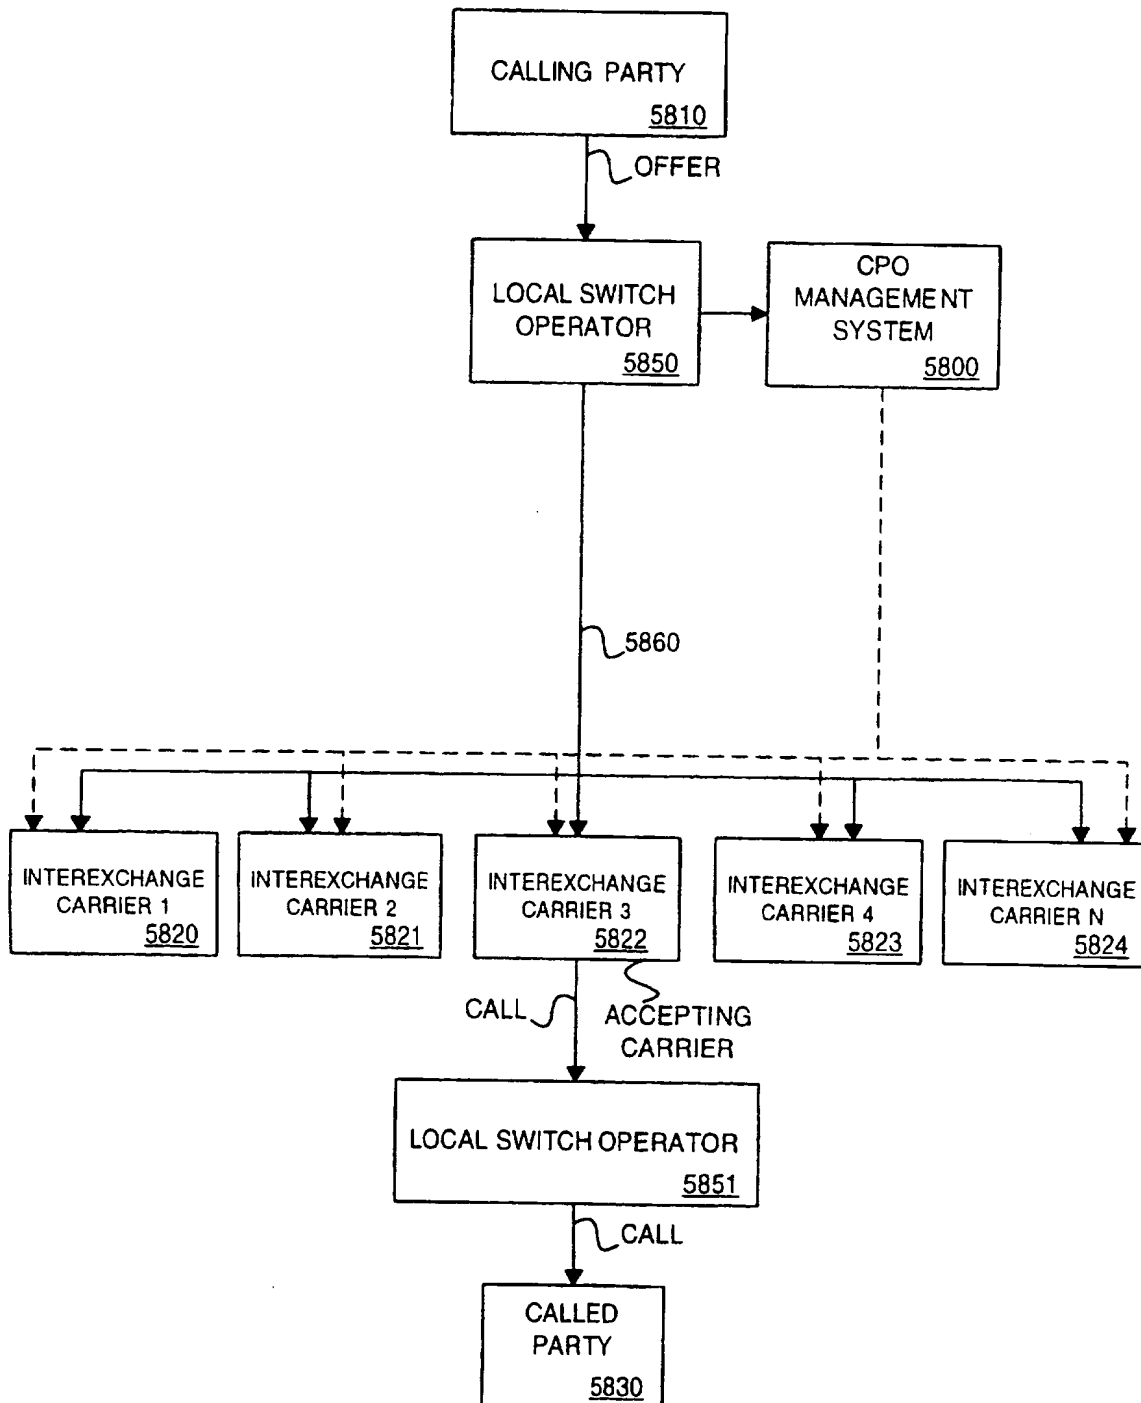 CALLING PARTY
5810
OFFER
LOCAL SWITCH
OPERATOR
5850
CPO
MANAGEMENT
SYSTEM
5800
5860
INTEREXCHANGE
CARRIER 1
5820
INTEREXCHANGE
CARRIER 2
5821
INTEREXCHANGE
CARRIER 3
5822
INTEREXCHANGE
CARRIER 4
5823
INTEREXCHANGE
CARRIER N
5824
CALL
ACCEPTING
CARRIER
LOCAL SWITCH OPERATOR
5851
CALL
CALLED
PARTY
5830